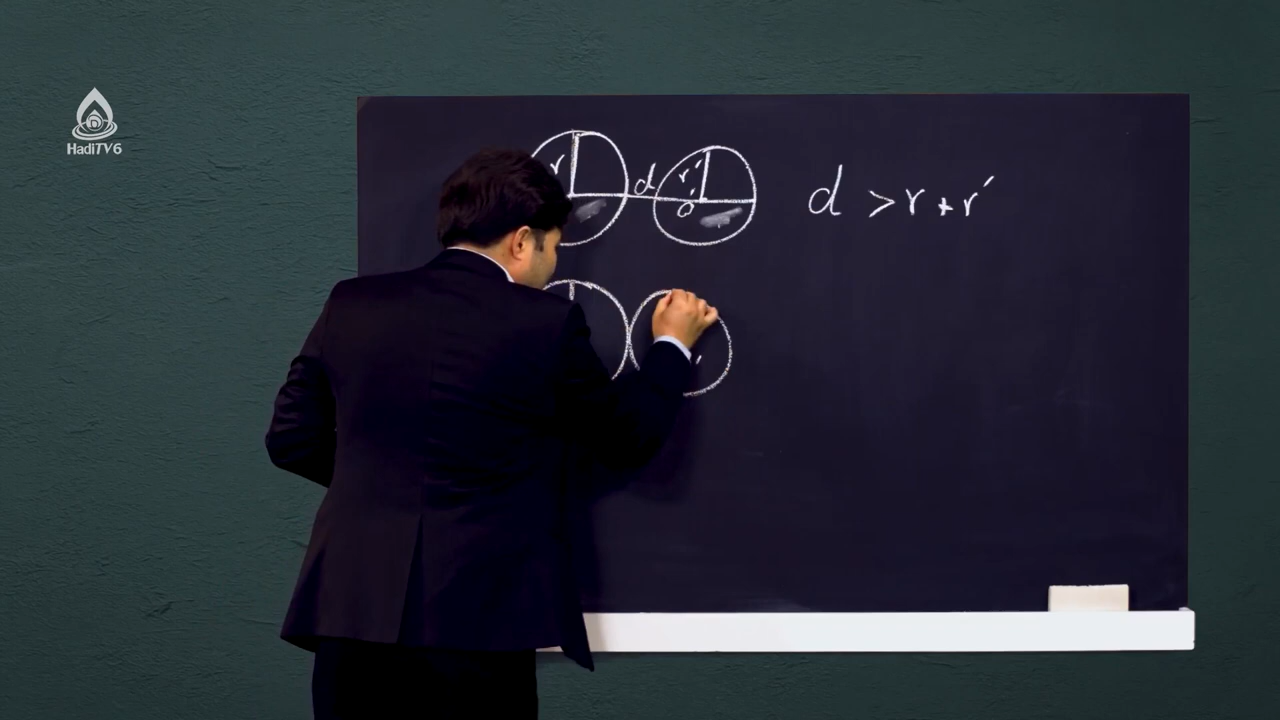 HadiTV6
r d r′ o′ d > r + r′